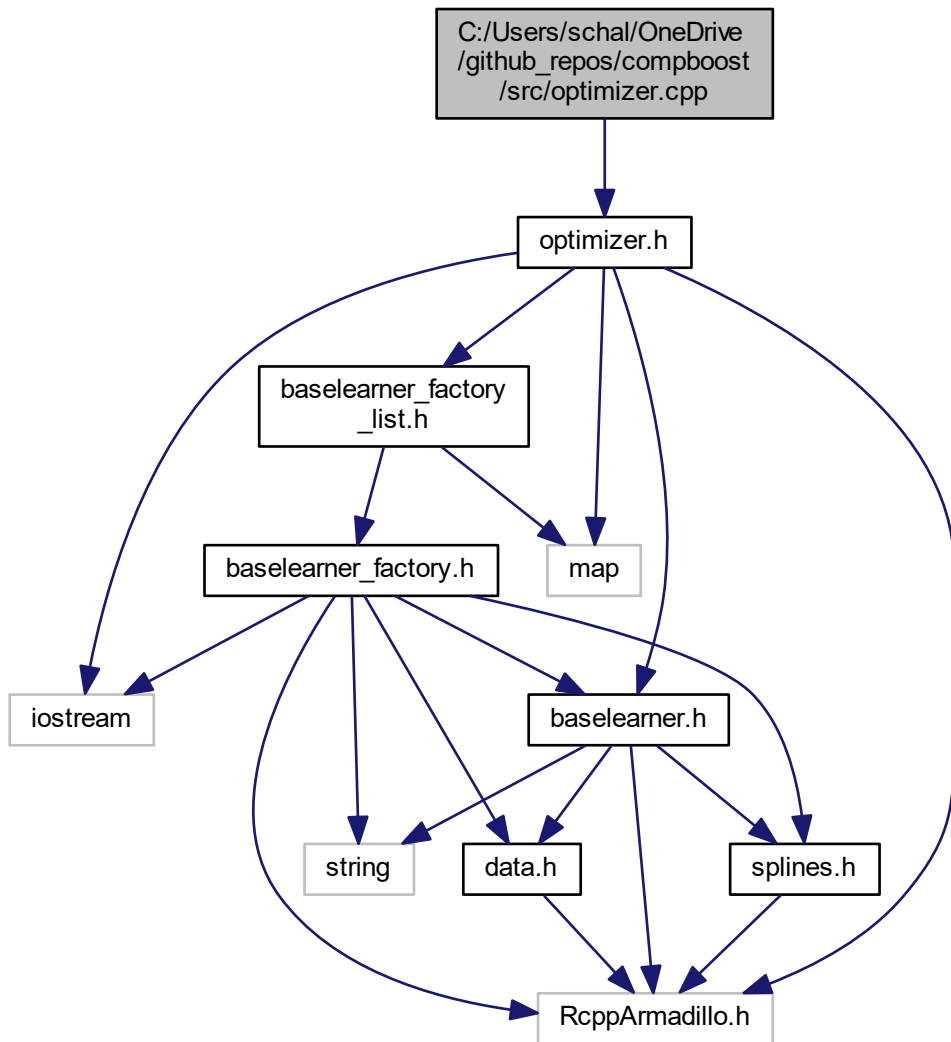 C:/Users/schal/OneDrive
/github_repos/compboost
/src/optimizer.cpp
optimizer.h
baselearner_factory
_list.h
baselearner_factory.h
map
iostream
baselearner.h
string
data.h
splines.h
RcppArmadillo.h